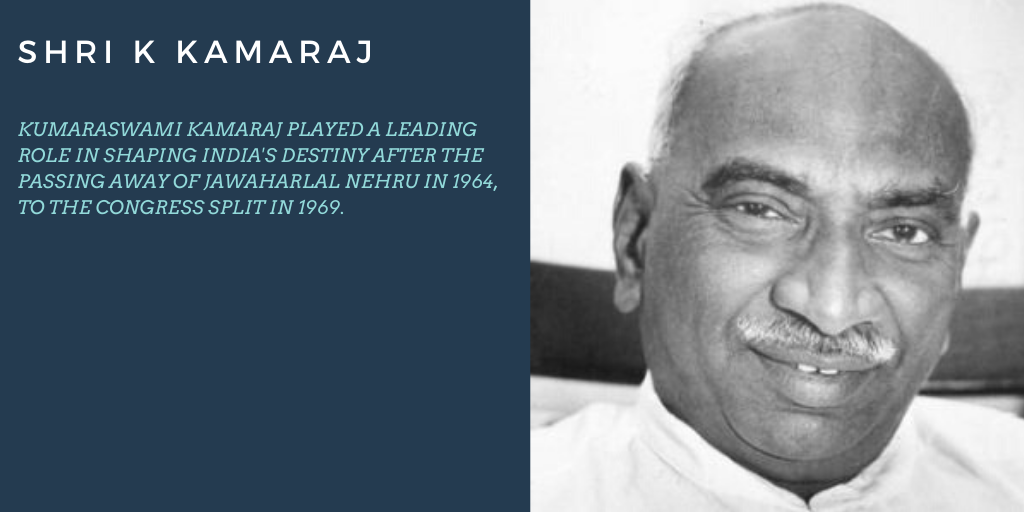 SHRI K KAMARAJ
KUMARASWAMI KAMARAJ PLAYED A LEADING
ROLE IN SHAPING INDIA'S DESTINY AFTER THE
PASSING AWAY OF JAWAHARLAL NEHRU IN 1964,
TO THE CONGRESS SPLIT IN 1969.